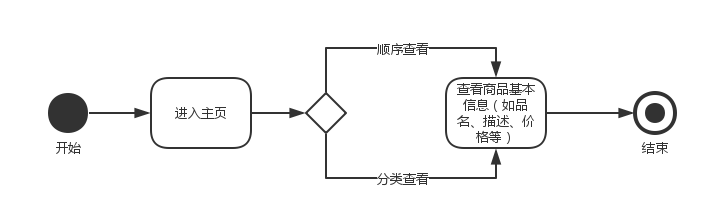 顺序查看
开始
进入主页
查看商品基本
信息（如品
名、描述、价
格等）
结束
分类查看